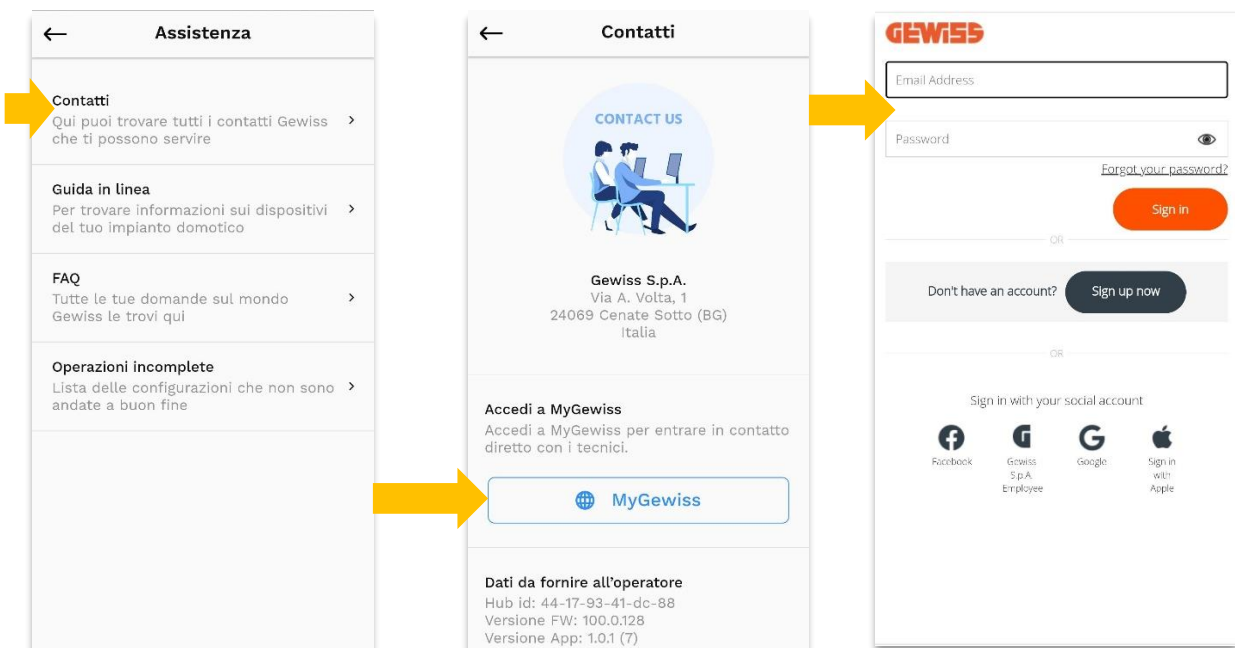 Assistenza
Contatti
Qui puoi trovare tutti i contatti Gewiss
che ti possono servire
Guida in linea
Per trovare informazioni sui dispositivi
del tuo impianto domotico
FAQ
Tutte le tue domande sul mondo
Gewiss le trovi qui
Operazioni incomplete
Lista delle configurazioni che non sono
andate a buon fine
Contatti
CONTACT US
Gewiss S.p.A.
Via A. Volta, 1
24069 Cenate Sotto (BG)
Italia
Accedi a MyGewiss
Accedi a MyGewiss per entrare in contatto
diretto con i tecnici.
MyGewiss
Dati da fornire all’operatore
Hub id: 44-17-93-41-dc-88
Versione FW: 100.0.128
Versione App: 1.0.1 (7)
GEWISS
Email Address
Password
Forgot your password?
Sign in
OR
Don't have an account?
Sign up now
OR
Sign in with your social account
Facebook
Gewiss
S.p.A.
Employee
Google
Sign in
with
Apple